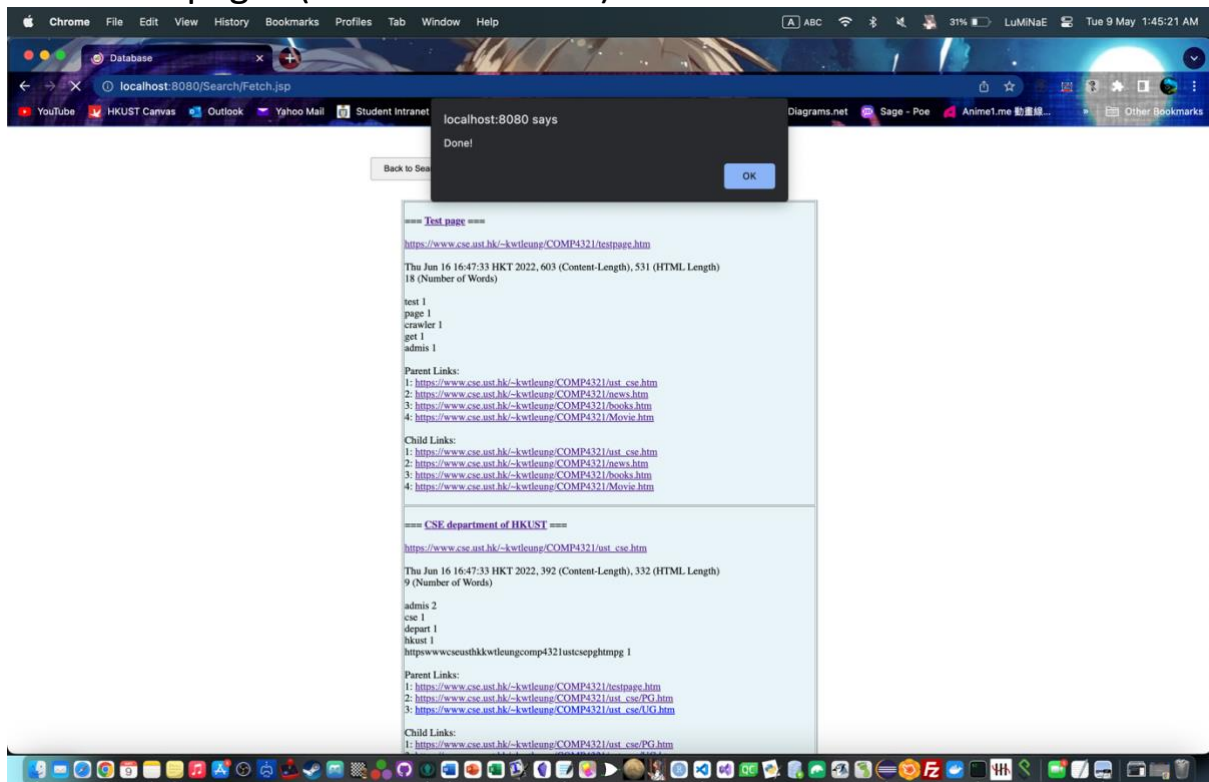 Chrome File Edit View History Bookmarks Profiles Tab Window Help A ABC 31% LuMiNaE Tue 9 May 1:45:21 AM
Database
localhost:8080/Search/Fetch.jsp
YouTube HKUST Canvas Outlook Yahoo Mail Student Intranet Diagrams.net Sage - Poe Anime1.me 動畫線... » Other Bookmarks
localhost:8080 says
Done!
OK
Back to Sea
=== Test page ===
https://www.cse.ust.hk/~kwtleung/COMP4321/testpage.htm
Thu Jun 16 16:47:33 HKT 2022, 603 (Content-Length), 531 (HTML Length)
18 (Number of Words)
test 1
page 1
crawler 1
get 1
admis 1
Parent Links:
1: https://www.cse.ust.hk/~kwtleung/COMP4321/ust_cse.htm
2: https://www.cse.ust.hk/~kwtleung/COMP4321/news.htm
3: https://www.cse.ust.hk/~kwtleung/COMP4321/books.htm
4: https://www.cse.ust.hk/~kwtleung/COMP4321/Movie.htm
Child Links:
1: https://www.cse.ust.hk/~kwtleung/COMP4321/ust_cse.htm
2: https://www.cse.ust.hk/~kwtleung/COMP4321/news.htm
3: https://www.cse.ust.hk/~kwtleung/COMP4321/books.htm
4: https://www.cse.ust.hk/~kwtleung/COMP4321/Movie.htm
=== CSE department of HKUST ===
https://www.cse.ust.hk/~kwtleung/COMP4321/ust_cse.htm
Thu Jun 16 16:47:33 HKT 2022, 392 (Content-Length), 332 (HTML Length)
9 (Number of Words)
admis 2
cse 1
depart 1
hkust 1
httpswwwcseusthkkwtleungcomp4321ustcsepghtmpg 1
Parent Links:
1: https://www.cse.ust.hk/~kwtleung/COMP4321/testpage.htm
2: https://www.cse.ust.hk/~kwtleung/COMP4321/ust_cse/PG.htm
3: https://www.cse.ust.hk/~kwtleung/COMP4321/ust_cse/UG.htm
Child Links:
1: https://www.cse.ust.hk/~kwtleung/COMP4321/ust_cse/PG.htm